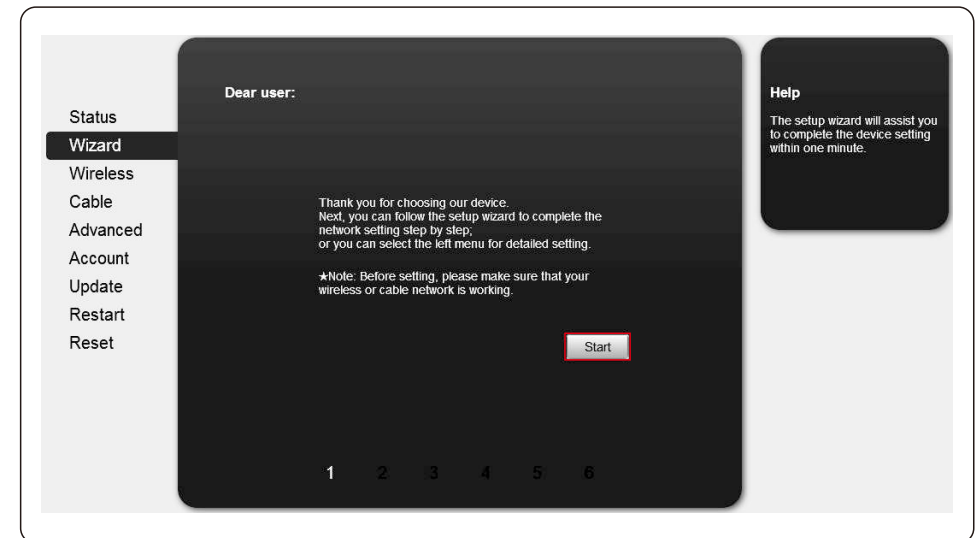 Status
Wizard
Wireless
Cable
Advanced
Account
Update
Restart
Reset
Dear user:
Thank you for choosing our device.
Next, you can follow the setup wizard to complete the
network setting step by step;
or you can select the left menu for detailed setting.
★Note: Before setting, please make sure that your
wireless or cable network is working.
Start
1 2 3 4 5 6
Help
The setup wizard will assist you
to complete the device setting
within one minute.